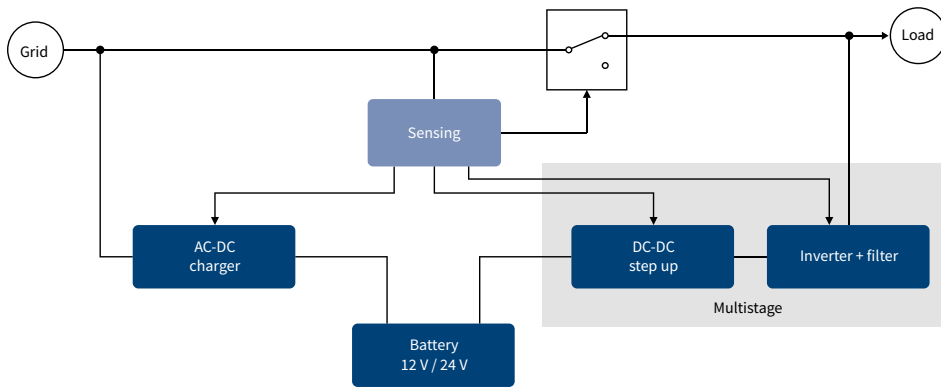 Grid
Load
Sensing
AC-DC
charger
DC-DC
step up
Inverter + filter
Multistage
Battery
12 V / 24 V